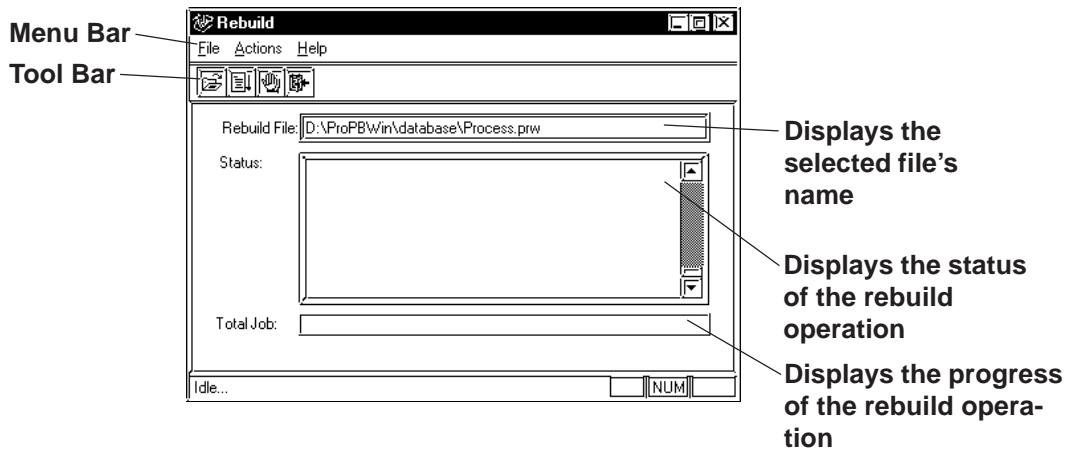 Rebuild
Menu Bar
File Actions Help
Tool Bar
Rebuild File: D:\ProPBWin\database\Process.prw
Displays the
selected file's
name
Status:
Displays the status
of the rebuild
operation
Total Job:
Displays the progress
of the rebuild opera-
tion
Idle...
NUM